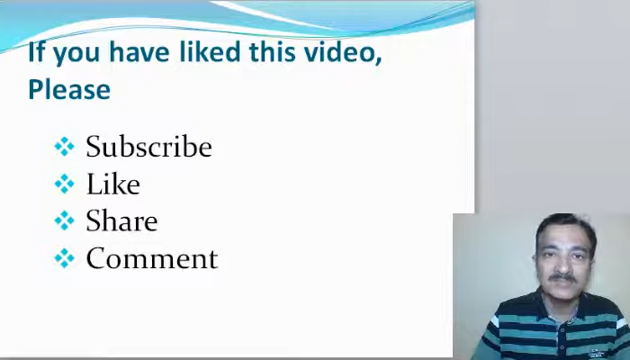 If you have liked this video,
Please
Subscribe
Like
Share
Comment